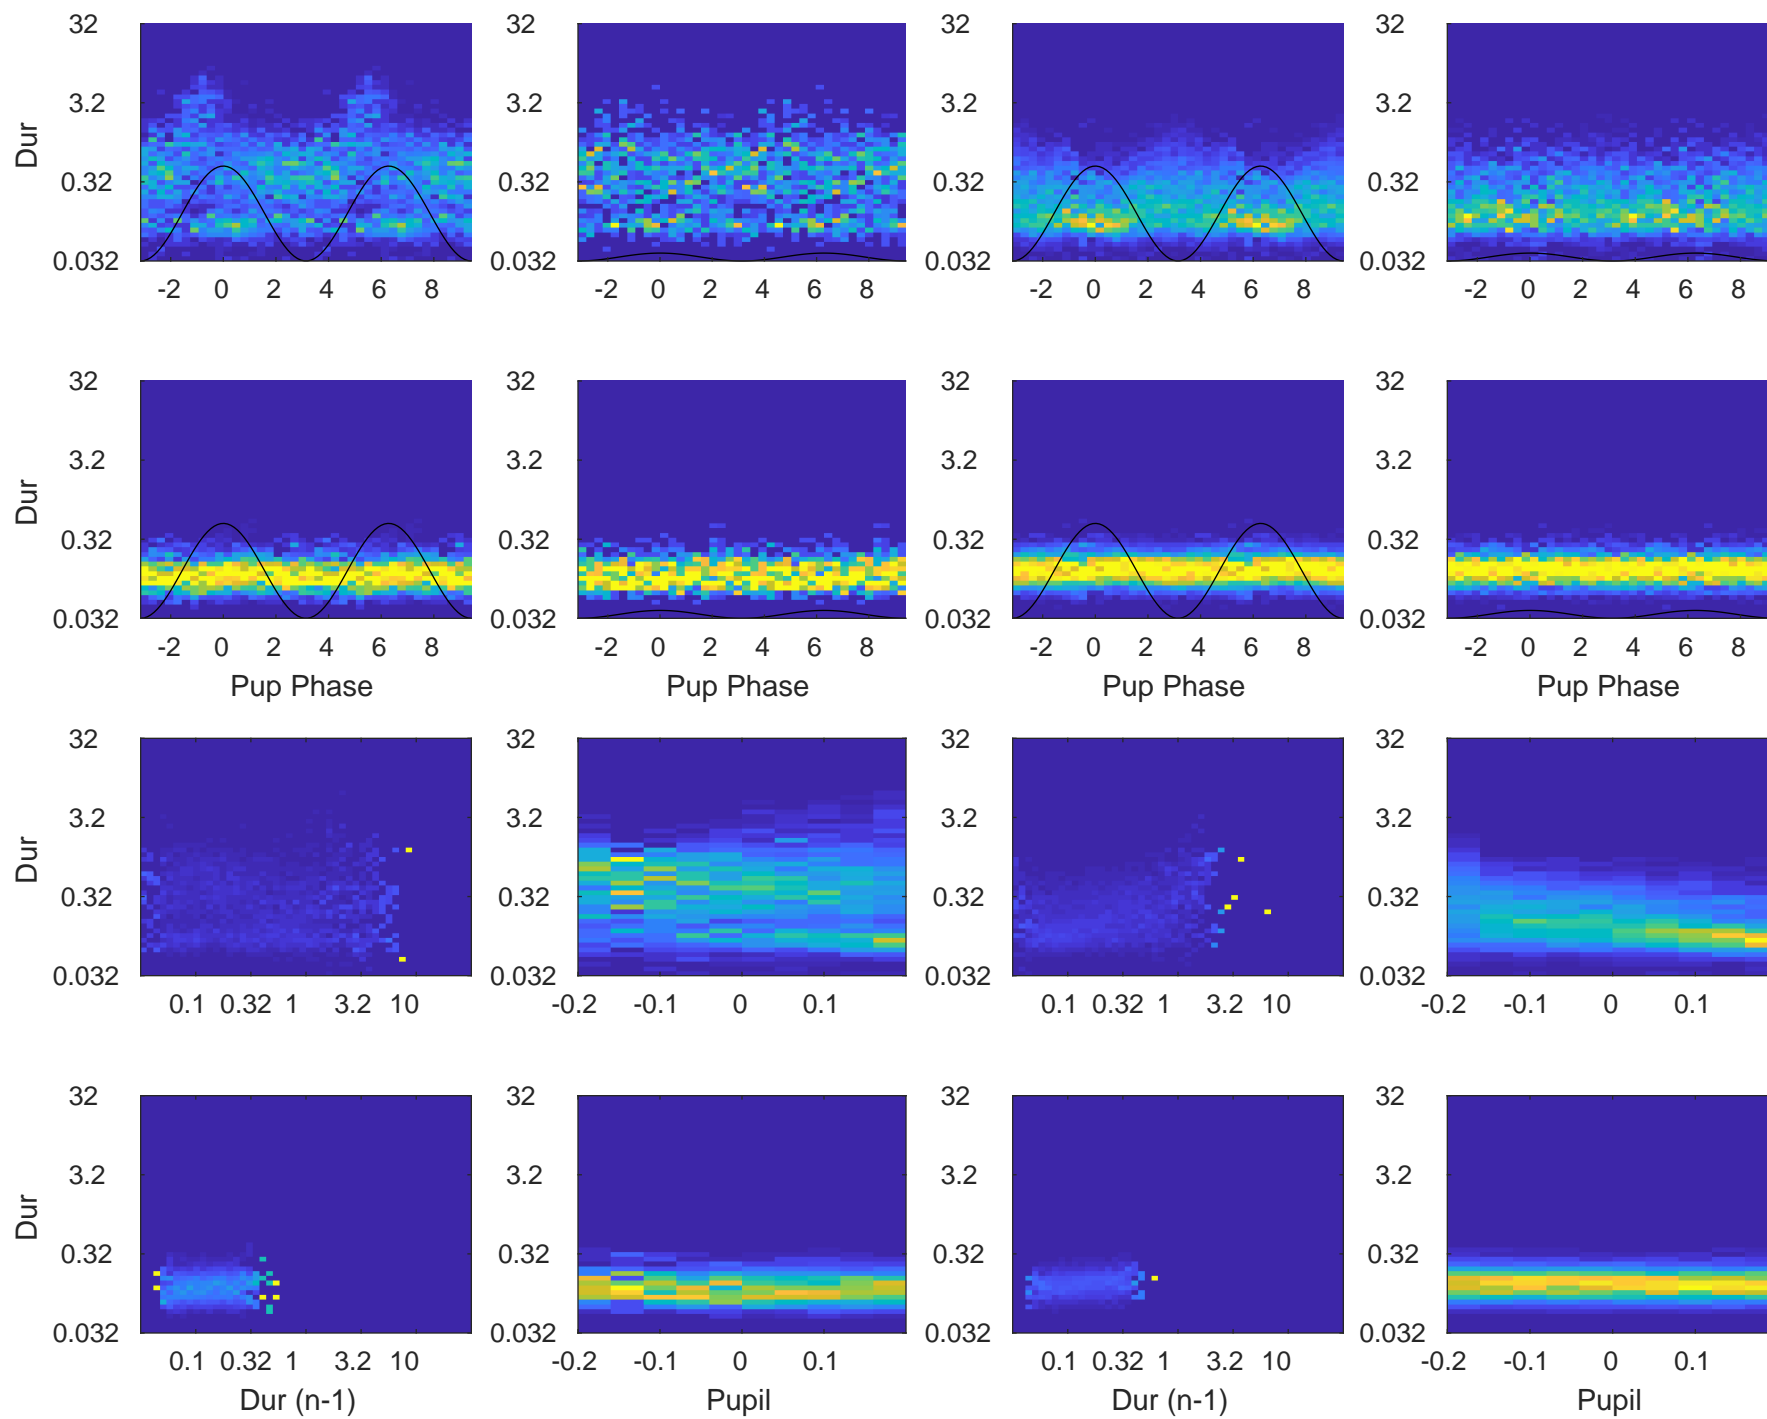 32 32 32 32
3.2 3.2 3.2 3.2
Dur
0.32 0.32 0.32 0.32
0.032 0.032 0.032 0.032
-2 0 2 4 6 8 -2 0 2 4 6 8 -2 0 2 4 6 8 -2 0 2 4 6 8
32 32 32 32
3.2 3.2 3.2 3.2
Dur
0.32 0.32 0.32 0.32
0.032 0.032 0.032 0.032
-2 0 2 4 6 8 -2 0 2 4 6 8 -2 0 2 4 6 8 -2 0 2 4 6 8
Pup Phase Pup Phase Pup Phase Pup Phase
32 32 32 32
3.2 3.2 3.2 3.2
Dur
0.32 0.32 0.32 0.32
0.032 0.032 0.032 0.032
0.1 0.32 1 3.2 10 -0.2 -0.1 0 0.1 0.1 0.32 1 3.2 10 -0.2 -0.1 0 0.1
32 32 32 32
3.2 3.2 3.2 3.2
Dur
0.32 0.32 0.32 0.32
0.032 0.032 0.032 0.032
0.1 0.32 1 3.2 10 -0.2 -0.1 0 0.1 0.1 0.32 1 3.2 10 -0.2 -0.1 0 0.1
Dur (n-1) Pupil Dur (n-1) Pupil